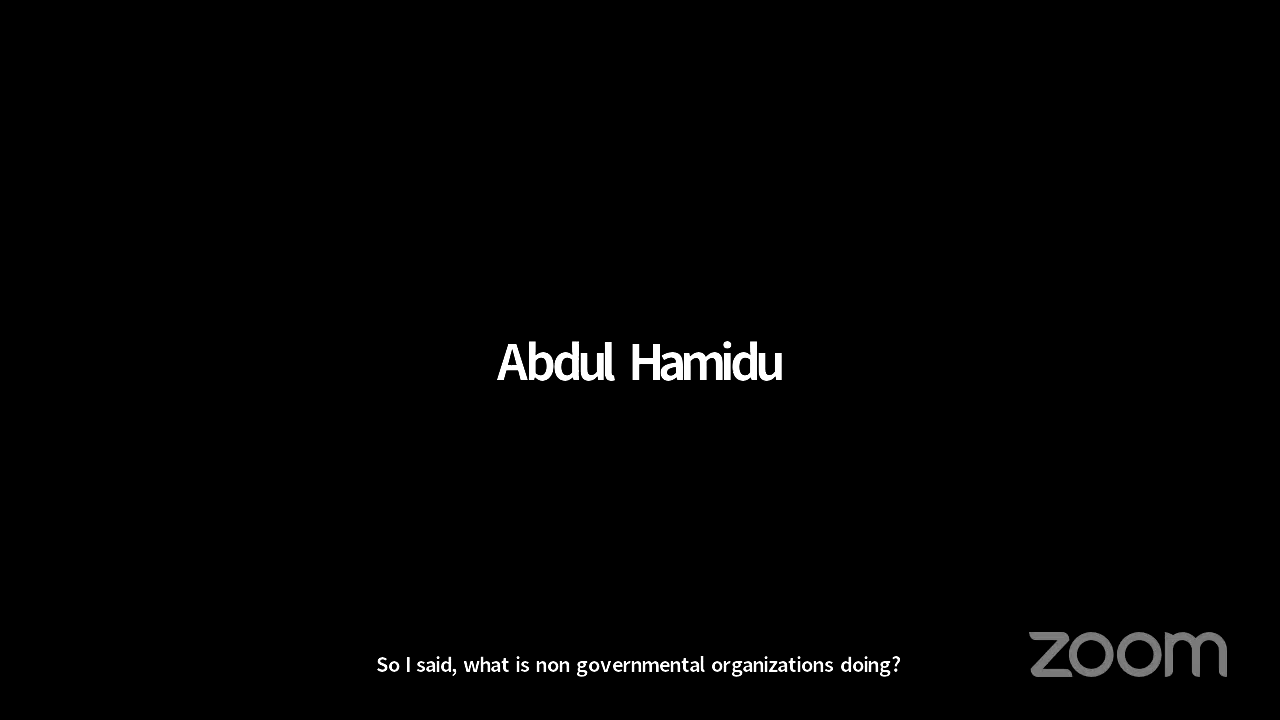 Abdul Hamidu
So I said, what is non governmental organizations doing?
zoom